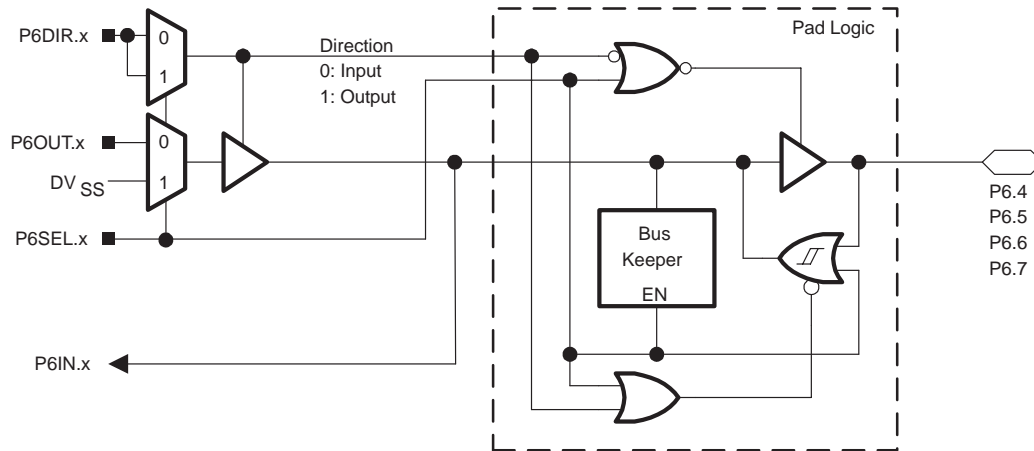 Pad Logic
P6DIR.x
0
1
Direction
0: Input
1: Output
P6OUT.x
0
DV SS
1
P6SEL.x
P6.4
P6.5
P6.6
P6.7
Bus
Keeper
EN
P6IN.x